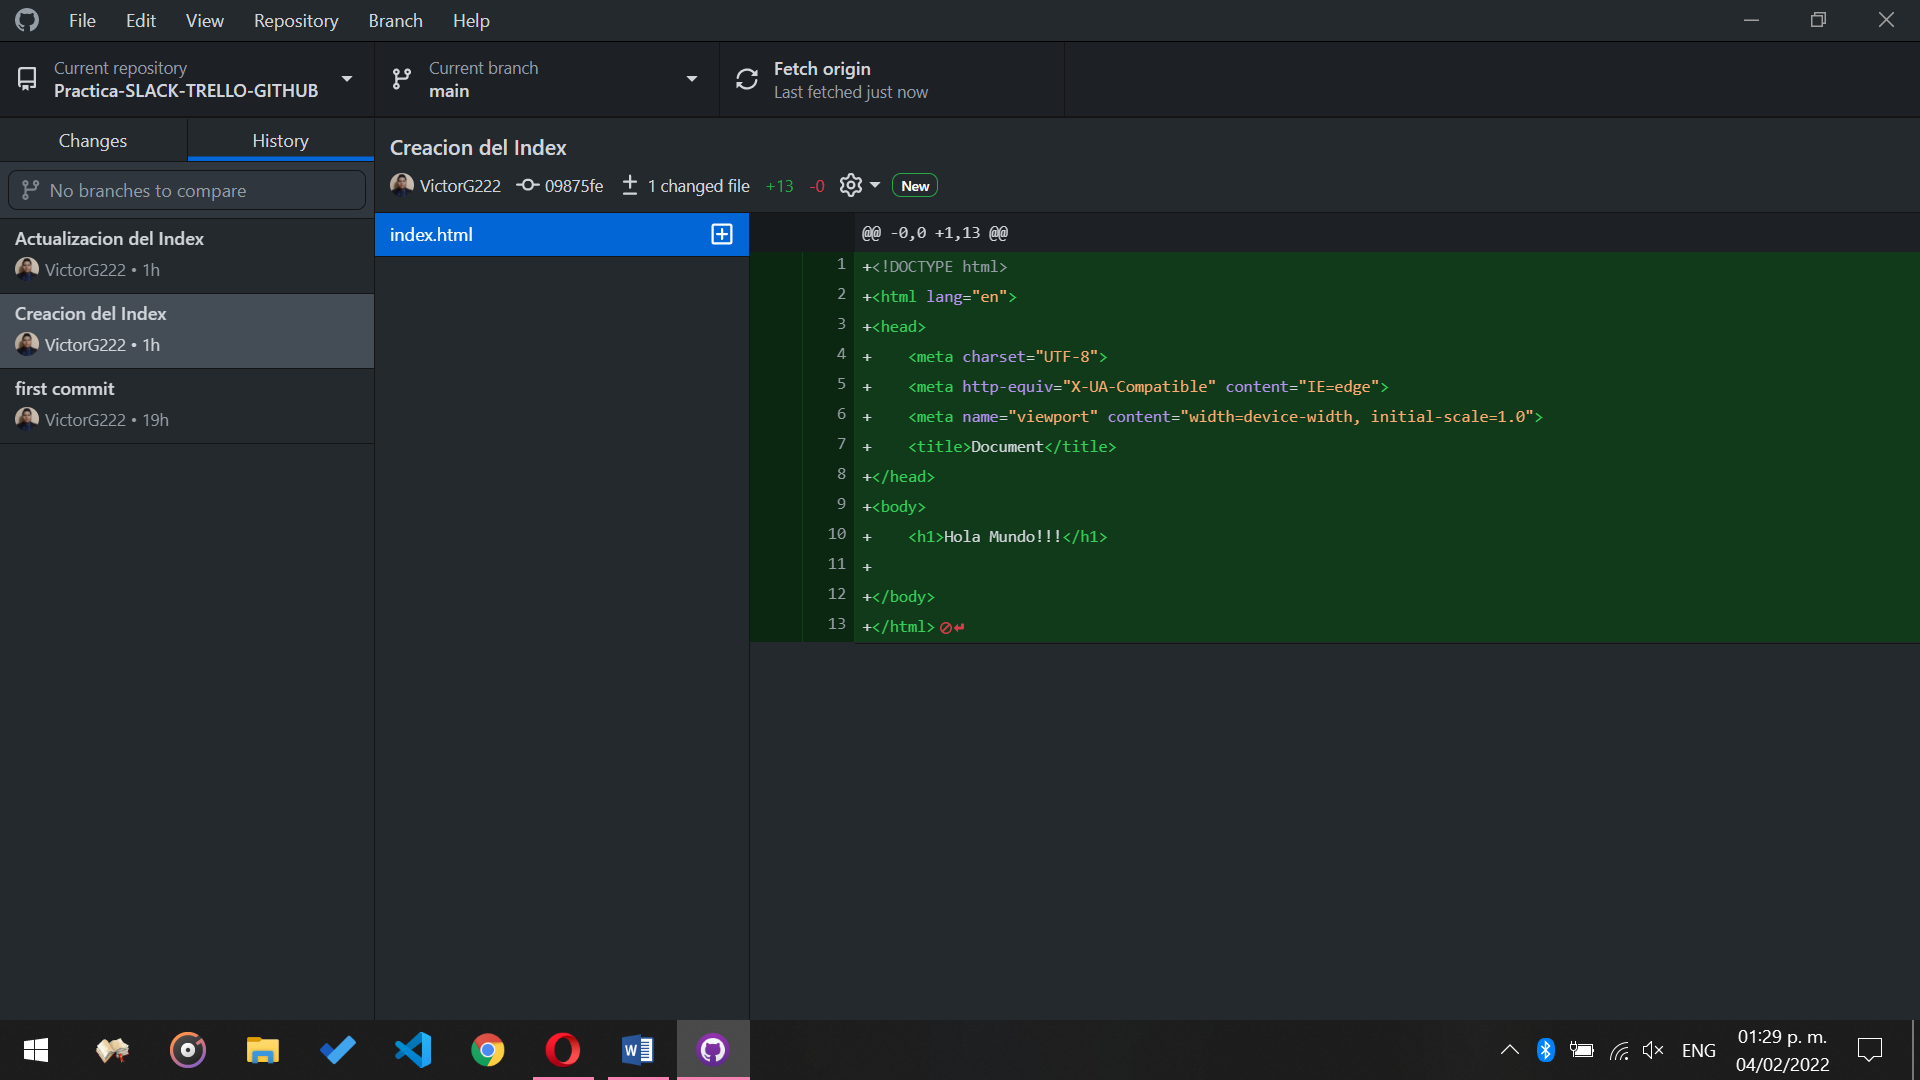 File Edit View Repository Branch Help
Current repository
Practica-SLACK-TRELLO-GITHUB
Current branch
main
Fetch origin
Last fetched just now
Changes History
No branches to compare
Actualizacion del Index
VictorG222 • 1h
Creacion del Index
VictorG222 • 1h
first commit
VictorG222 • 19h
Creacion del Index
VictorG222 09875fe 1 changed file +13 -0 New
index.html
@@ -0,0 +1,13 @@
1 +<!DOCTYPE html>
2 +<html lang="en">
3 +<head>
4 +    <meta charset="UTF-8">
5 +    <meta http-equiv="X-UA-Compatible" content="IE=edge">
6 +    <meta name="viewport" content="width=device-width, initial-scale=1.0">
7 +    <title>Document</title>
8 +</head>
9 +<body>
10 +    <h1>Hola Mundo!!!</h1>
11 +
12 +</body>
13 +</html>
W
ENG
01:29 p. m.
04/02/2022